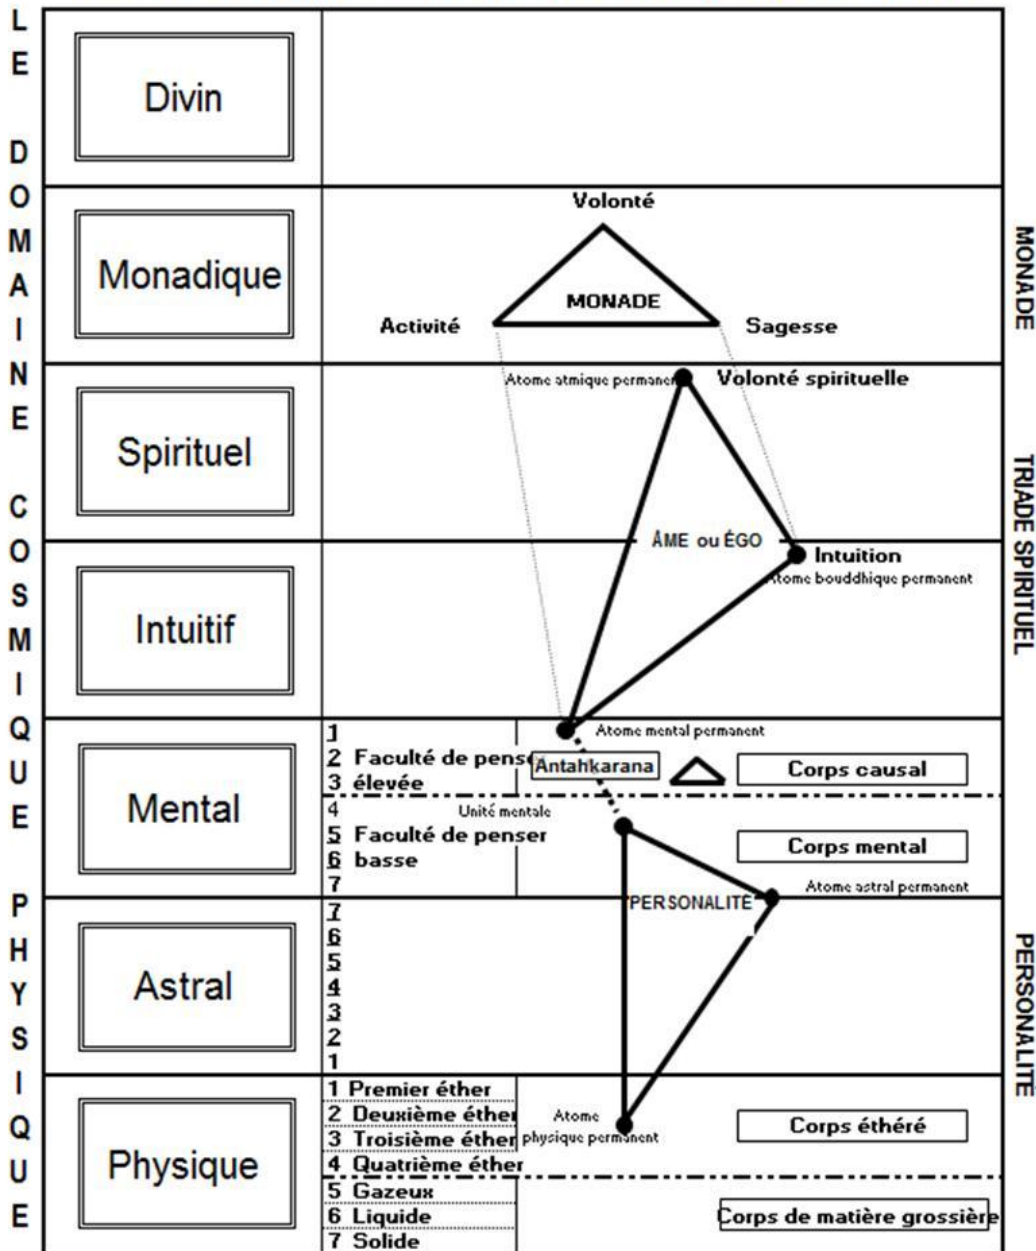 LE DOMAINE COSMIQUE PHYSIQUE
Divin
Monadique
Volonté
MONADE
Activité
Sagesse
MONADE
Spirituel
Atome atmique permanent
Volonté spirituelle
ÂME ou ÉGO
TRIADE SPIRITUEL
Intuitif
Intuition
Atome bouddhique permanent
Mental
1
2 Faculté de penser
3 élevée
Atome mental permanent
Antahkarana
Corps causal
4
5 Faculté de penser
6 basse
7
Unité mentale
Corps mental
Atome astral permanent
PERSONALITÉ
Astral
7
6
5
4
3
2
1
PERSONALITE
Physique
1 Premier éther
2 Deuxième éther
3 Troisième éther
4 Quatrième éther
Atome
physique permanent
Corps éthéré
5 Gazeux
6 Liquide
7 Solide
Corps de matière grossière